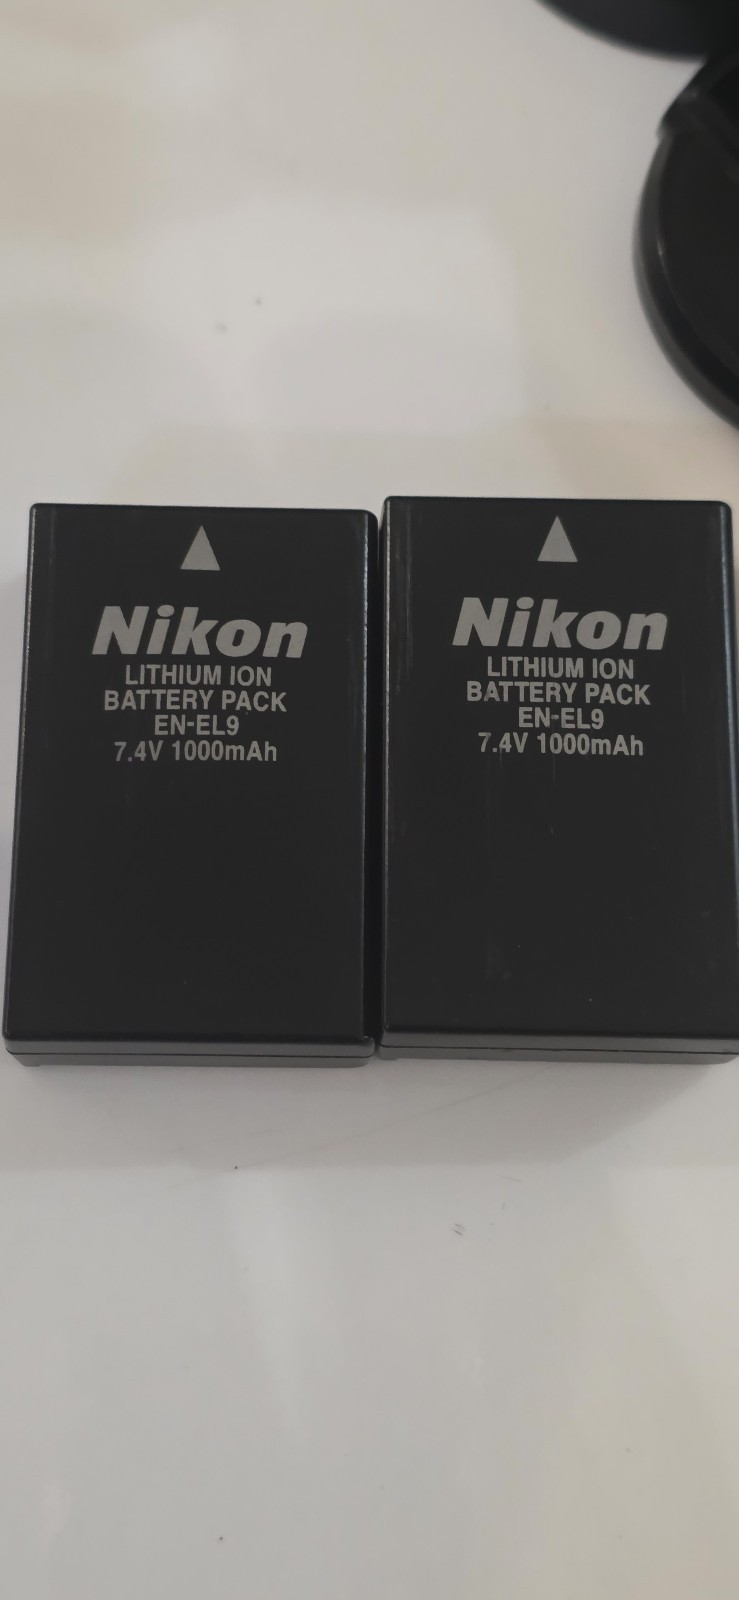 Nikon
LITHIUM ION
BATTERY PACK
EN-EL9
7.4V 1000mAh
Nikon
LITHIUM ION
BATTERY PACK
EN-EL9
7.4V 1000mAh